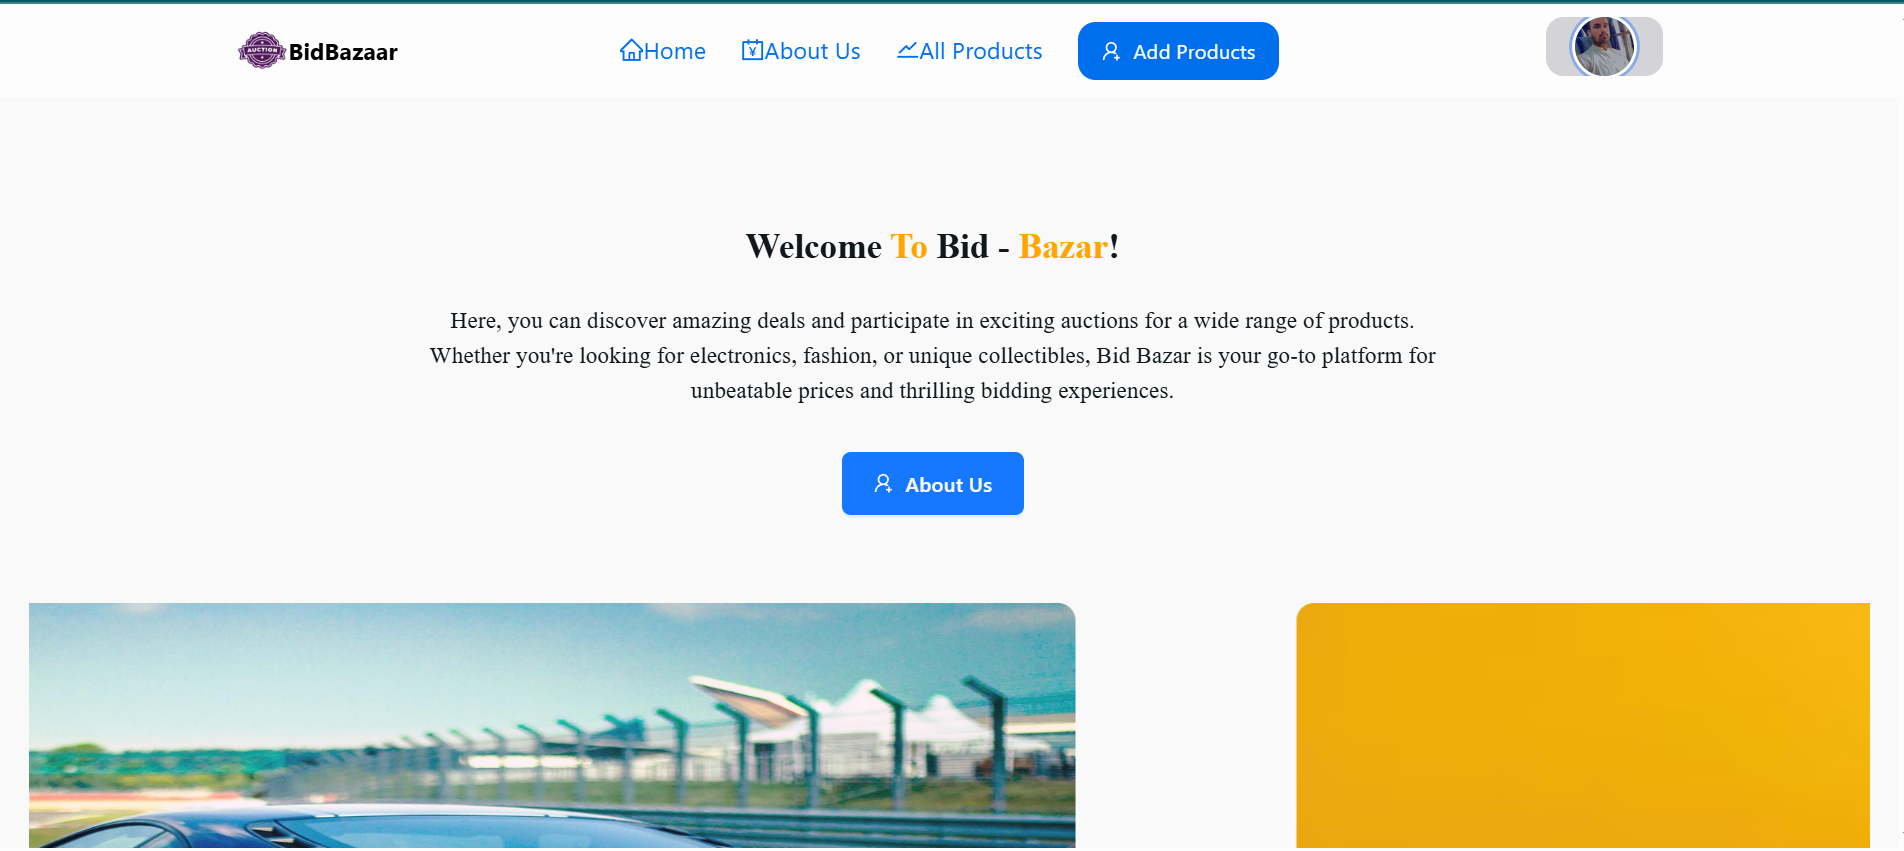 AUCTION
BidBazaar
Home
About Us
All Products
Add Products
Welcome To Bid - Bazar!
Here, you can discover amazing deals and participate in exciting auctions for a wide range of products.
Whether you're looking for electronics, fashion, or unique collectibles, Bid Bazar is your go-to platform for
unbeatable prices and thrilling bidding experiences.
About Us